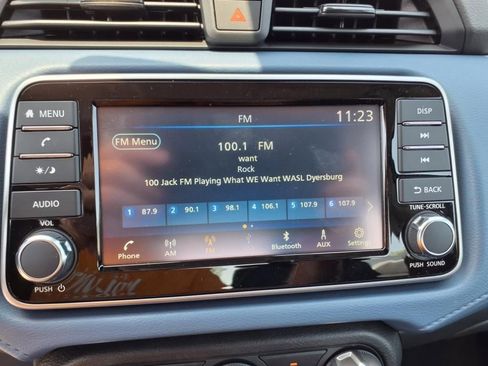 FM
11:23
MENU
FM Menu
100.1 FM
want
Rock
100 Jack FM Playing What WE Want WASL Dyersburg
1 87.9 2 90.1 3 98.1 4 106.1 5 107.9 6 107.9
Phone AM FM Bluetooth AUX Settings
AUDIO
VOL
PUSH
DISP
BACK
TUNE·SCROLL
PUSH SOUND